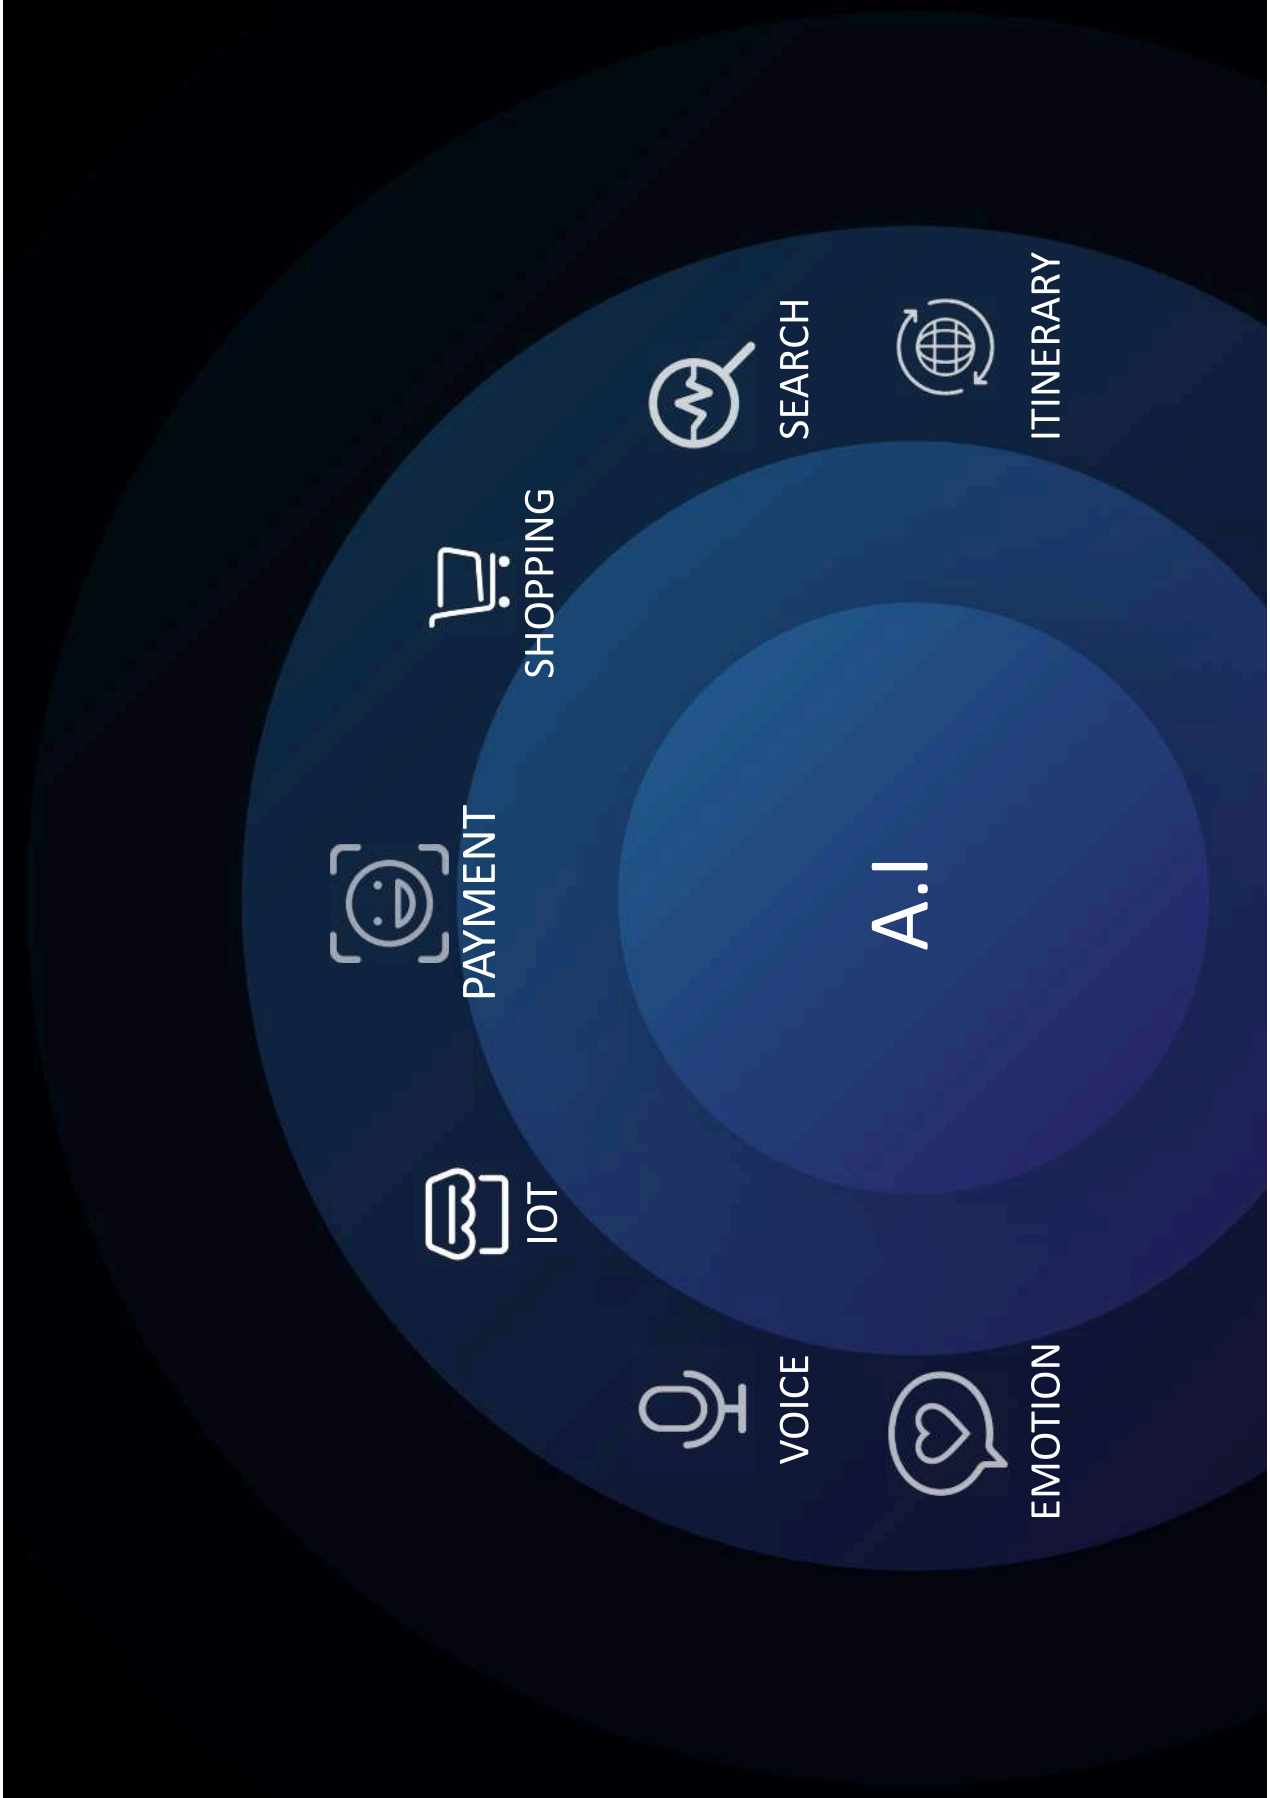 PAYMENT
IOT
SHOPPING
VOICE
SEARCH
A.I
EMOTION
ITINERARY